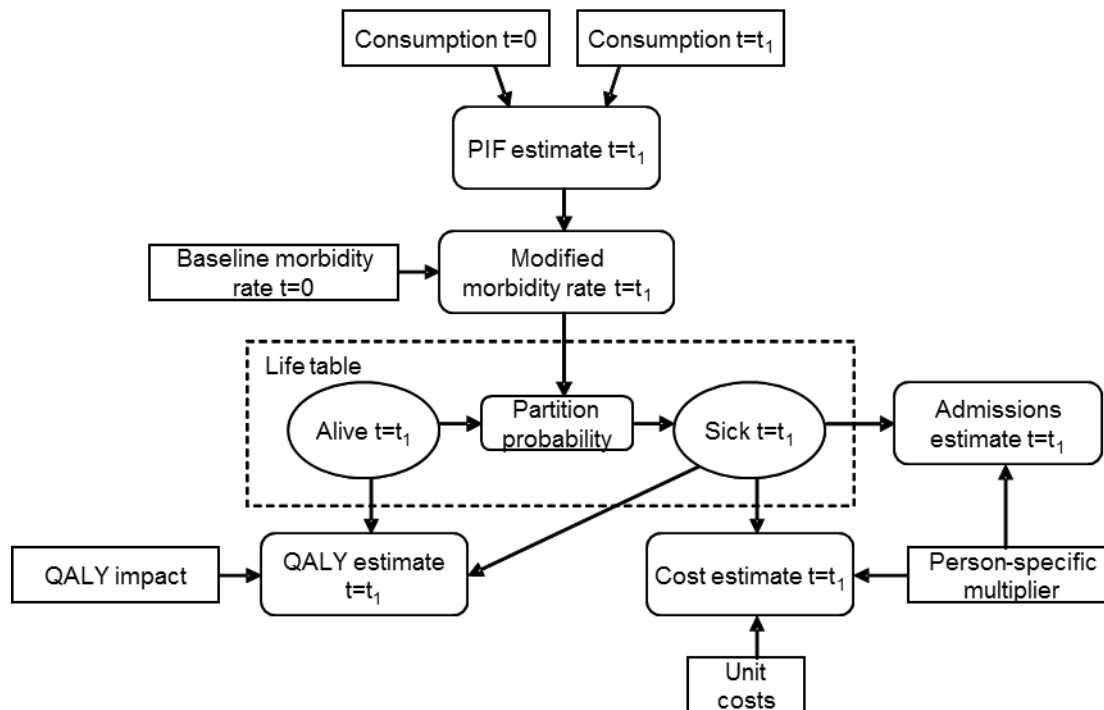 Consumption t=0
Consumption t=t₁
PIF estimate t=t₁
Baseline morbidity
rate t=0
Modified
morbidity rate t=t₁
Life table
Alive t=t₁
Partition
probability
Sick t=t₁
Admissions
estimate t=t₁
QALY impact
QALY estimate
t=t₁
Cost estimate t=t₁
Person-specific
multiplier
Unit
costs